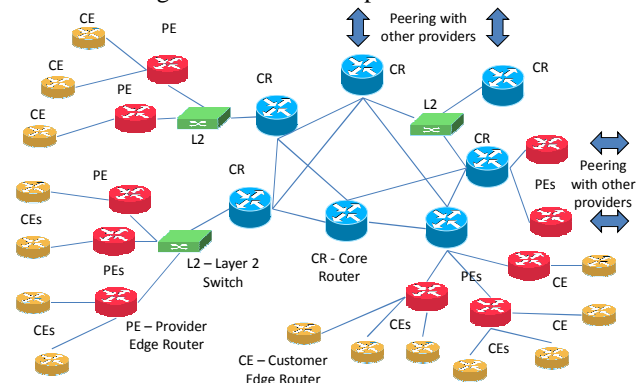 Peering with
other providers
CE
PE
CR
CR
CR
CE
CE
PE
L2
L2
CR
CR
PE
PEs
Peering
with other
providers
CEs
PEs
L2 – Layer 2
Switch
CR - Core
Router
PEs
CE
CEs
PE – Provider
Edge Router
CEs
CEs
CE
CE – Customer
Edge Router